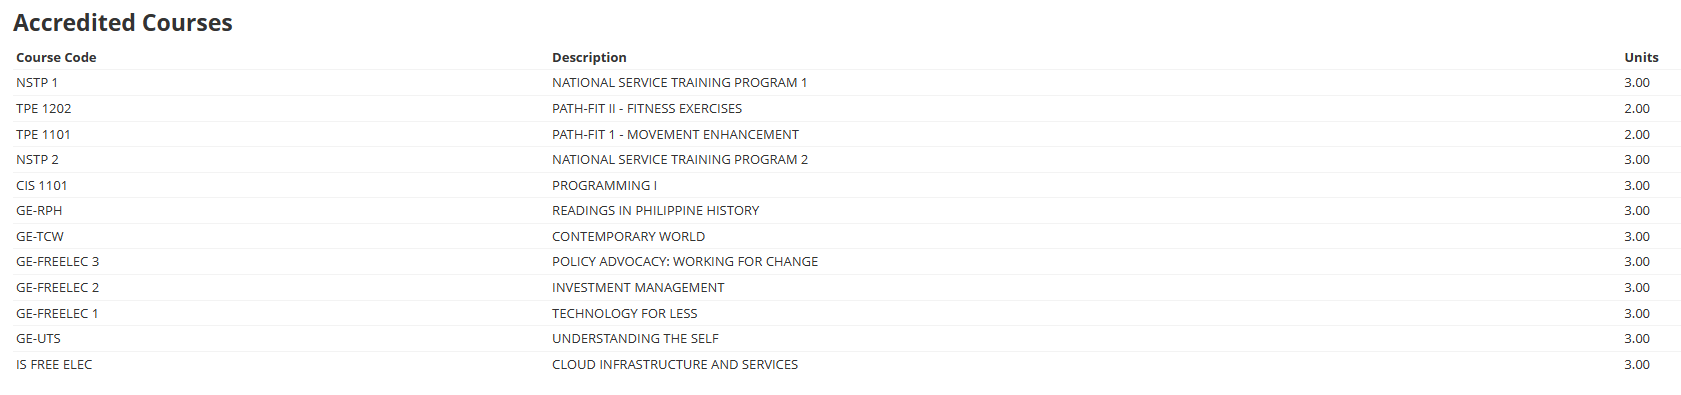 Accredited Courses
Course Code Description Units
NSTP 1 NATIONAL SERVICE TRAINING PROGRAM 1 3.00
TPE 1202 PATH-FIT II - FITNESS EXERCISES 2.00
TPE 1101 PATH-FIT 1 - MOVEMENT ENHANCEMENT 2.00
NSTP 2 NATIONAL SERVICE TRAINING PROGRAM 2 3.00
CIS 1101 PROGRAMMING I 3.00
GE-RPH READINGS IN PHILIPPINE HISTORY 3.00
GE-TCW CONTEMPORARY WORLD 3.00
GE-FREELEC 3 POLICY ADVOCACY: WORKING FOR CHANGE 3.00
GE-FREELEC 2 INVESTMENT MANAGEMENT 3.00
GE-FREELEC 1 TECHNOLOGY FOR LESS 3.00
GE-UTS UNDERSTANDING THE SELF 3.00
IS FREE ELEC CLOUD INFRASTRUCTURE AND SERVICES 3.00